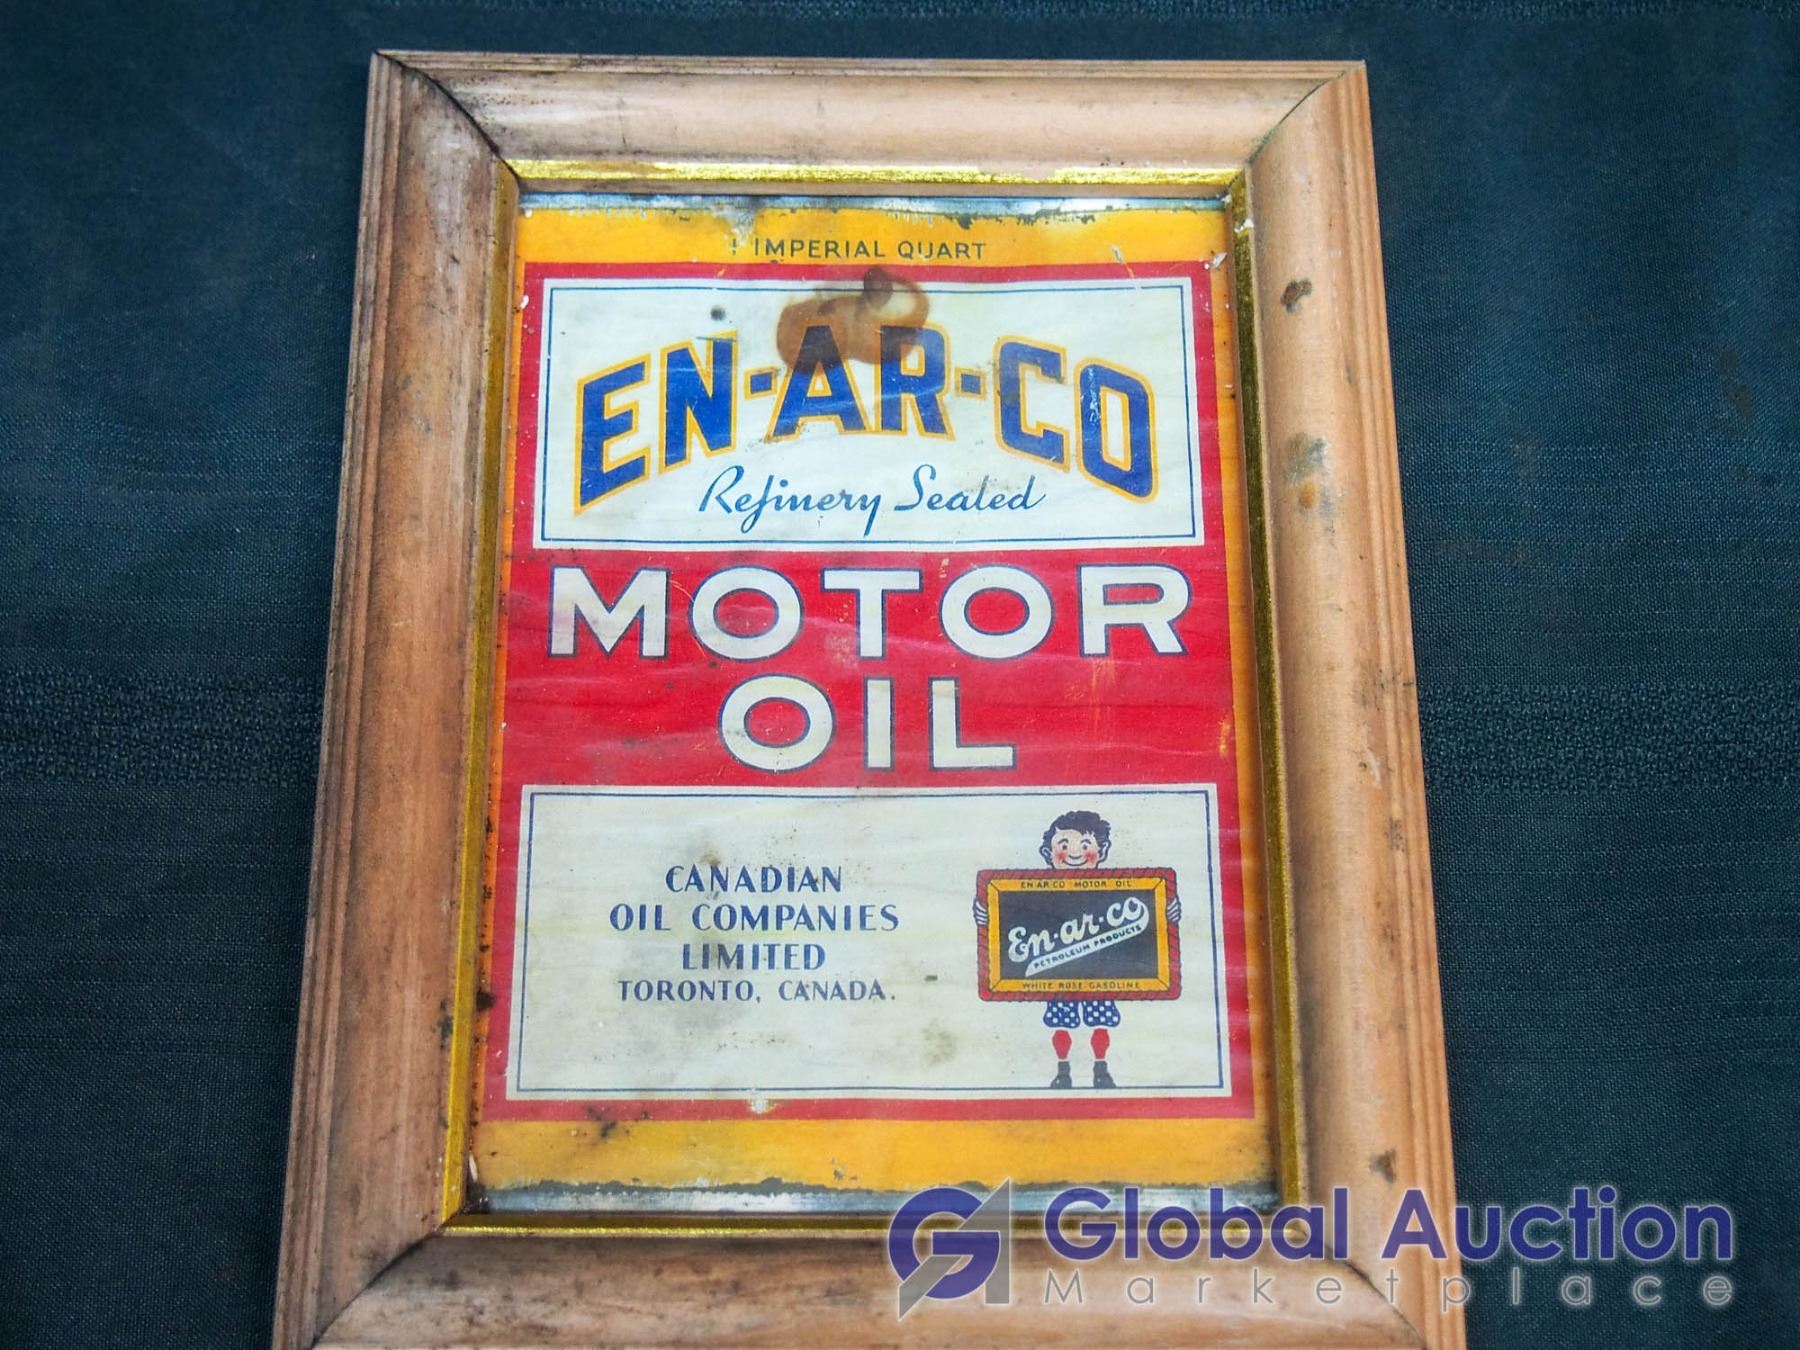 1 IMPERIAL QUART
EN-AR-CO
Refinery Sealed
MOTOR
OIL
CANADIAN
OIL COMPANIES
LIMITED
TORONTO, CANADA.
EN AR CO MOTOR OIL
En-ar-co
PETROLEUM PRODUCTS
WHITE ROSE GASOLINE
Global Auction
Marketplace